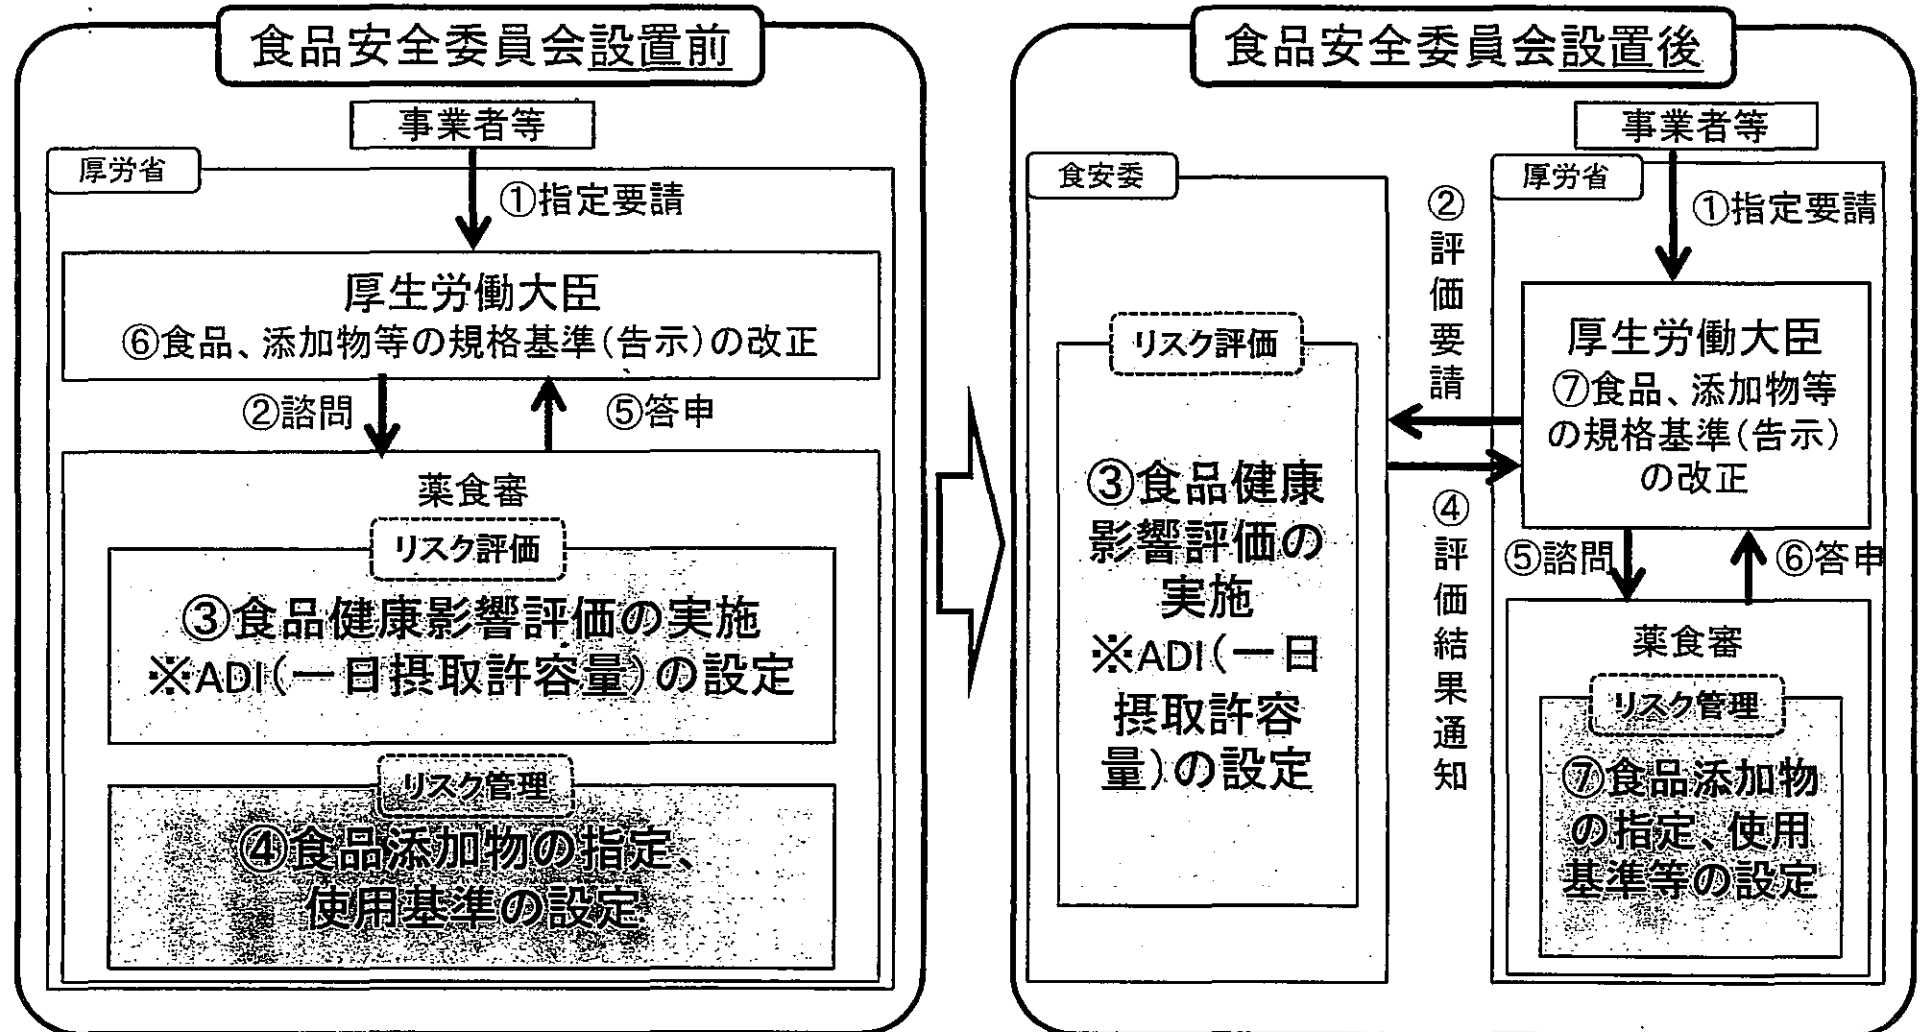 食品安全委員会設置前
事業者等
厚労省
①指定要請
厚生労働大臣
⑥食品、添加物等の規格基準(告示)の改正
②諮問
⑤答申
薬食審
リスク評価
③食品健康影響評価の実施
※ADI(一日摂取許容量)の設定
リスク管理
④食品添加物の指定、
使用基準の設定
食品安全委員会設置後
事業者等
食安委
厚労省
①指定要請
②評価要請
リスク評価
③食品健康
影響評価の
実施
※ADI(一日
摂取許容
量)の設定
④評価結果通知
厚生労働大臣
⑦食品、添加物等
の規格基準(告示)
の改正
⑤諮問
⑥答申
薬食審
リスク管理
⑦食品添加物
の指定、使用
基準等の設定